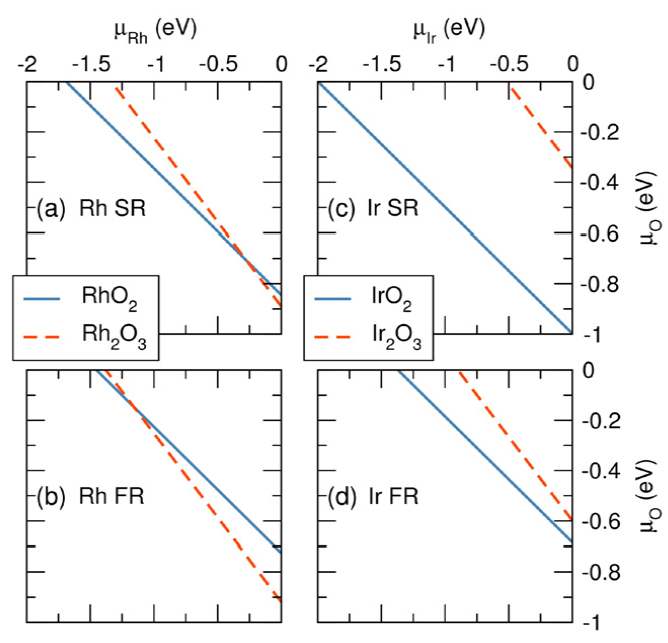 μRh (eV) μIr (eV)
-2 -1.5 -1 -0.5 0 -2 -1.5 -1 -0.5 0
0
-0.2
-0.4
(a) Rh SR (c) Ir SR
μO (eV)
-0.6
-0.8
RhO2 IrO2
Rh2O3 Ir2O3
-1
0
-0.2
-0.4
(b) Rh FR (d) Ir FR
μO (eV)
-0.6
-0.8
-1